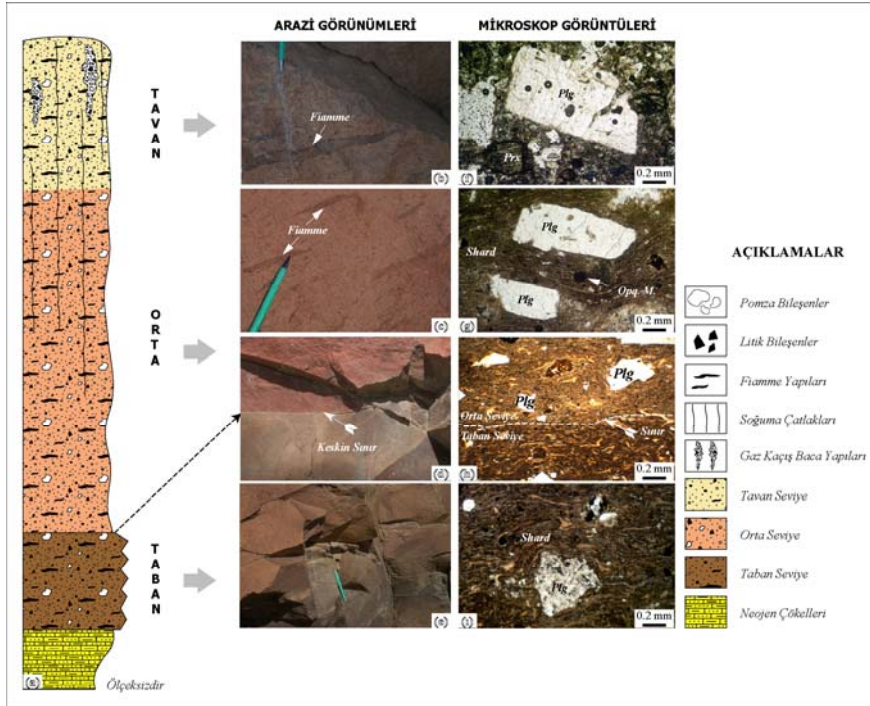 ARAZİ GÖRÜNÜMLERİ
MİKROSKOP GÖRÜNTÜLERİ
TAVAN
Fiamme
(b)
Plg
Prx
0.2 mm
(f)
ORTA
Fiamme
(c)
Plg
Shard
Opq. M.
Plg
0.2 mm
(g)
Keskin Sınır
(d)
Plg
Plg
Orta Seviye
Taban Seviye
Sınır
0.2 mm
(h)
TABAN
(e)
Shard
Plg
0.2 mm
(i)
(a)
Ölçeksizdir
AÇIKLAMALAR
Pomza Bileşenler
Litik Bileşenler
Fiamme Yapıları
Soğuma Çatlakları
Gaz Kaçış Baca Yapıları
Tavan Seviye
Orta Seviye
Taban Seviye
Neojen Çökelleri